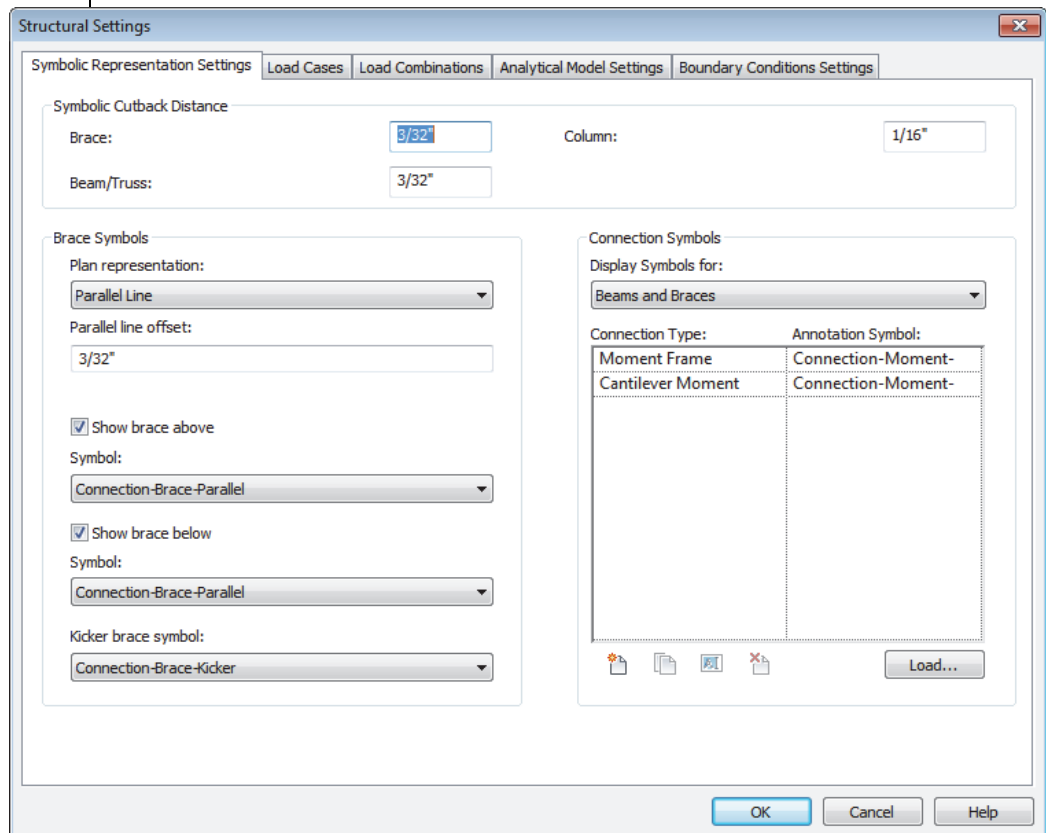 Structural Settings
Symbolic Representation Settings Load Cases Load Combinations Analytical Model Settings Boundary Conditions Settings
Symbolic Cutback Distance
Brace: 3/32" Column: 1/16"
Beam/Truss: 3/32"
Brace Symbols
Plan representation:
Parallel Line
Parallel line offset:
3/32"
Show brace above
Symbol:
Connection-Brace-Parallel
Show brace below
Symbol:
Connection-Brace-Parallel
Kicker brace symbol:
Connection-Brace-Kicker
Connection Symbols
Display Symbols for:
Beams and Braces
Connection Type: Annotation Symbol:
Moment Frame Connection-Moment-
Cantilever Moment Connection-Moment-
Load...
OK Cancel Help